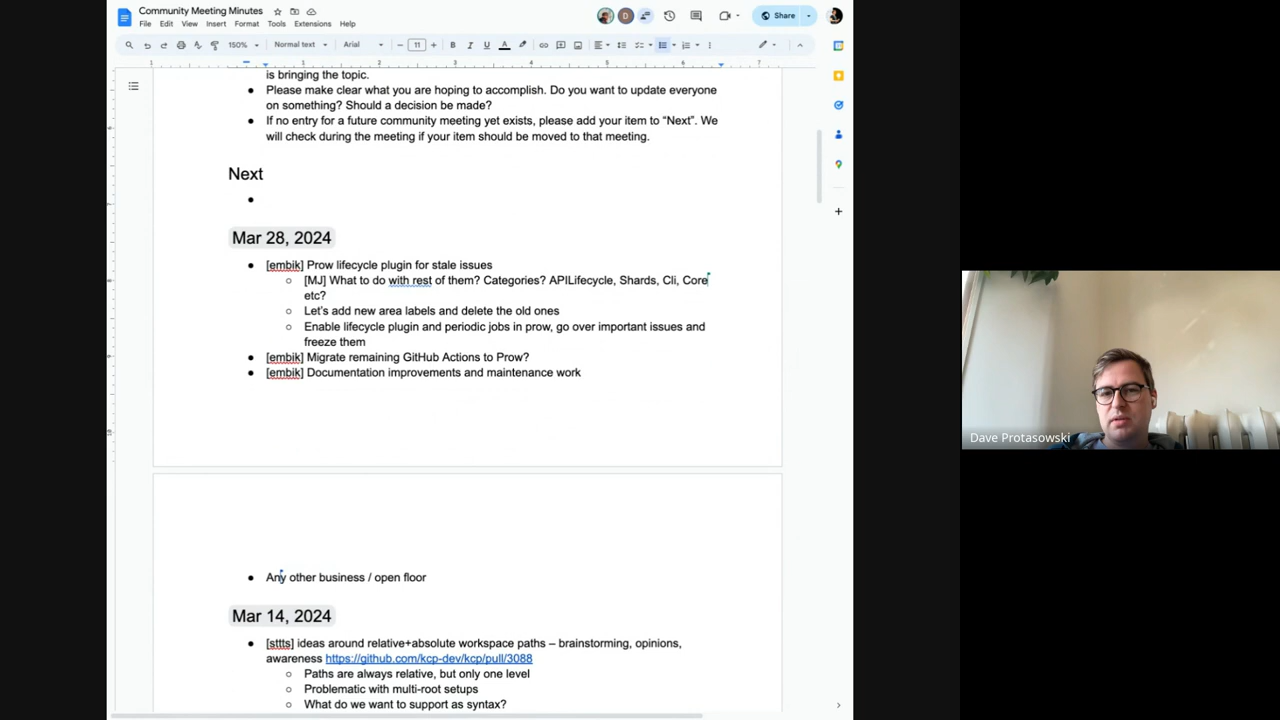 Community Meeting Minutes
File Edit View Insert Format Tools Extensions Help
D
Share
150% Normal text Arial 11 B I U A
1 1 2 3 4 5 6 7
is bringing the topic.
● Please make clear what you are hoping to accomplish. Do you want to update everyone
on something? Should a decision be made?
● If no entry for a future community meeting yet exists, please add your item to “Next”. We
will check during the meeting if your item should be moved to that meeting.
Next
●
Mar 28, 2024
● [embik] Prow lifecycle plugin for stale issues
○ [MJ] What to do with rest of them? Categories? APILifecycle, Shards, Cli, Core
etc?
○ Let’s add new area labels and delete the old ones
○ Enable lifecycle plugin and periodic jobs in prow, go over important issues and
freeze them
● [embik] Migrate remaining GitHub Actions to Prow?
● [embik] Documentation improvements and maintenance work
● Any other business / open floor
Mar 14, 2024
● [sttts] ideas around relative+absolute workspace paths – brainstorming, opinions,
awareness https://github.com/kcp-dev/kcp/pull/3088
○ Paths are always relative, but only one level
○ Problematic with multi-root setups
○ What do we want to support as syntax?
Dave Protasowski